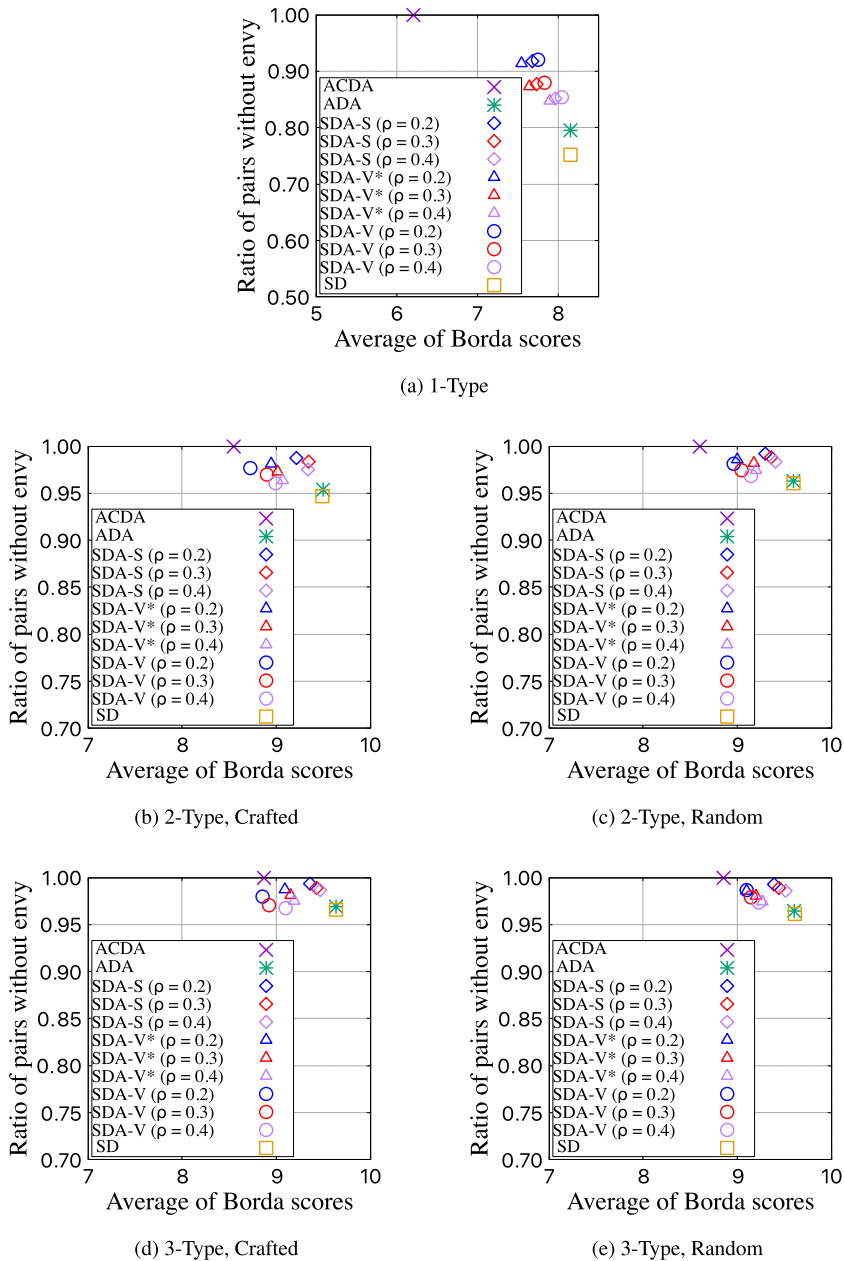 1.00
0.90
0.80
0.70
0.60
0.50
Ratio of pairs without envy
ACDA
ADA
SDA-S (ρ = 0.2)
SDA-S (ρ = 0.3)
SDA-S (ρ = 0.4)
SDA-V* (ρ = 0.2)
SDA-V* (ρ = 0.3)
SDA-V* (ρ = 0.4)
SDA-V (ρ = 0.2)
SDA-V (ρ = 0.3)
SDA-V (ρ = 0.4)
SD
5 6 7 8
Average of Borda scores
(a) 1-Type
1.00
0.95
0.90
0.85
0.80
0.75
0.70
Ratio of pairs without envy
ACDA
ADA
SDA-S (ρ = 0.2)
SDA-S (ρ = 0.3)
SDA-S (ρ = 0.4)
SDA-V* (ρ = 0.2)
SDA-V* (ρ = 0.3)
SDA-V* (ρ = 0.4)
SDA-V (ρ = 0.2)
SDA-V (ρ = 0.3)
SDA-V (ρ = 0.4)
SD
7 8 9 10
Average of Borda scores
(b) 2-Type, Crafted
1.00
0.95
0.90
0.85
0.80
0.75
0.70
Ratio of pairs without envy
ACDA
ADA
SDA-S (ρ = 0.2)
SDA-S (ρ = 0.3)
SDA-S (ρ = 0.4)
SDA-V* (ρ = 0.2)
SDA-V* (ρ = 0.3)
SDA-V* (ρ = 0.4)
SDA-V (ρ = 0.2)
SDA-V (ρ = 0.3)
SDA-V (ρ = 0.4)
SD
7 8 9 10
Average of Borda scores
(c) 2-Type, Random
1.00
0.95
0.90
0.85
0.80
0.75
0.70
Ratio of pairs without envy
ACDA
ADA
SDA-S (ρ = 0.2)
SDA-S (ρ = 0.3)
SDA-S (ρ = 0.4)
SDA-V* (ρ = 0.2)
SDA-V* (ρ = 0.3)
SDA-V* (ρ = 0.4)
SDA-V (ρ = 0.2)
SDA-V (ρ = 0.3)
SDA-V (ρ = 0.4)
SD
7 8 9 10
Average of Borda scores
(d) 3-Type, Crafted
1.00
0.95
0.90
0.85
0.80
0.75
0.70
Ratio of pairs without envy
ACDA
ADA
SDA-S (ρ = 0.2)
SDA-S (ρ = 0.3)
SDA-S (ρ = 0.4)
SDA-V* (ρ = 0.2)
SDA-V* (ρ = 0.3)
SDA-V* (ρ = 0.4)
SDA-V (ρ = 0.2)
SDA-V (ρ = 0.3)
SDA-V (ρ = 0.4)
SD
7 8 9 10
Average of Borda scores
(e) 3-Type, Random